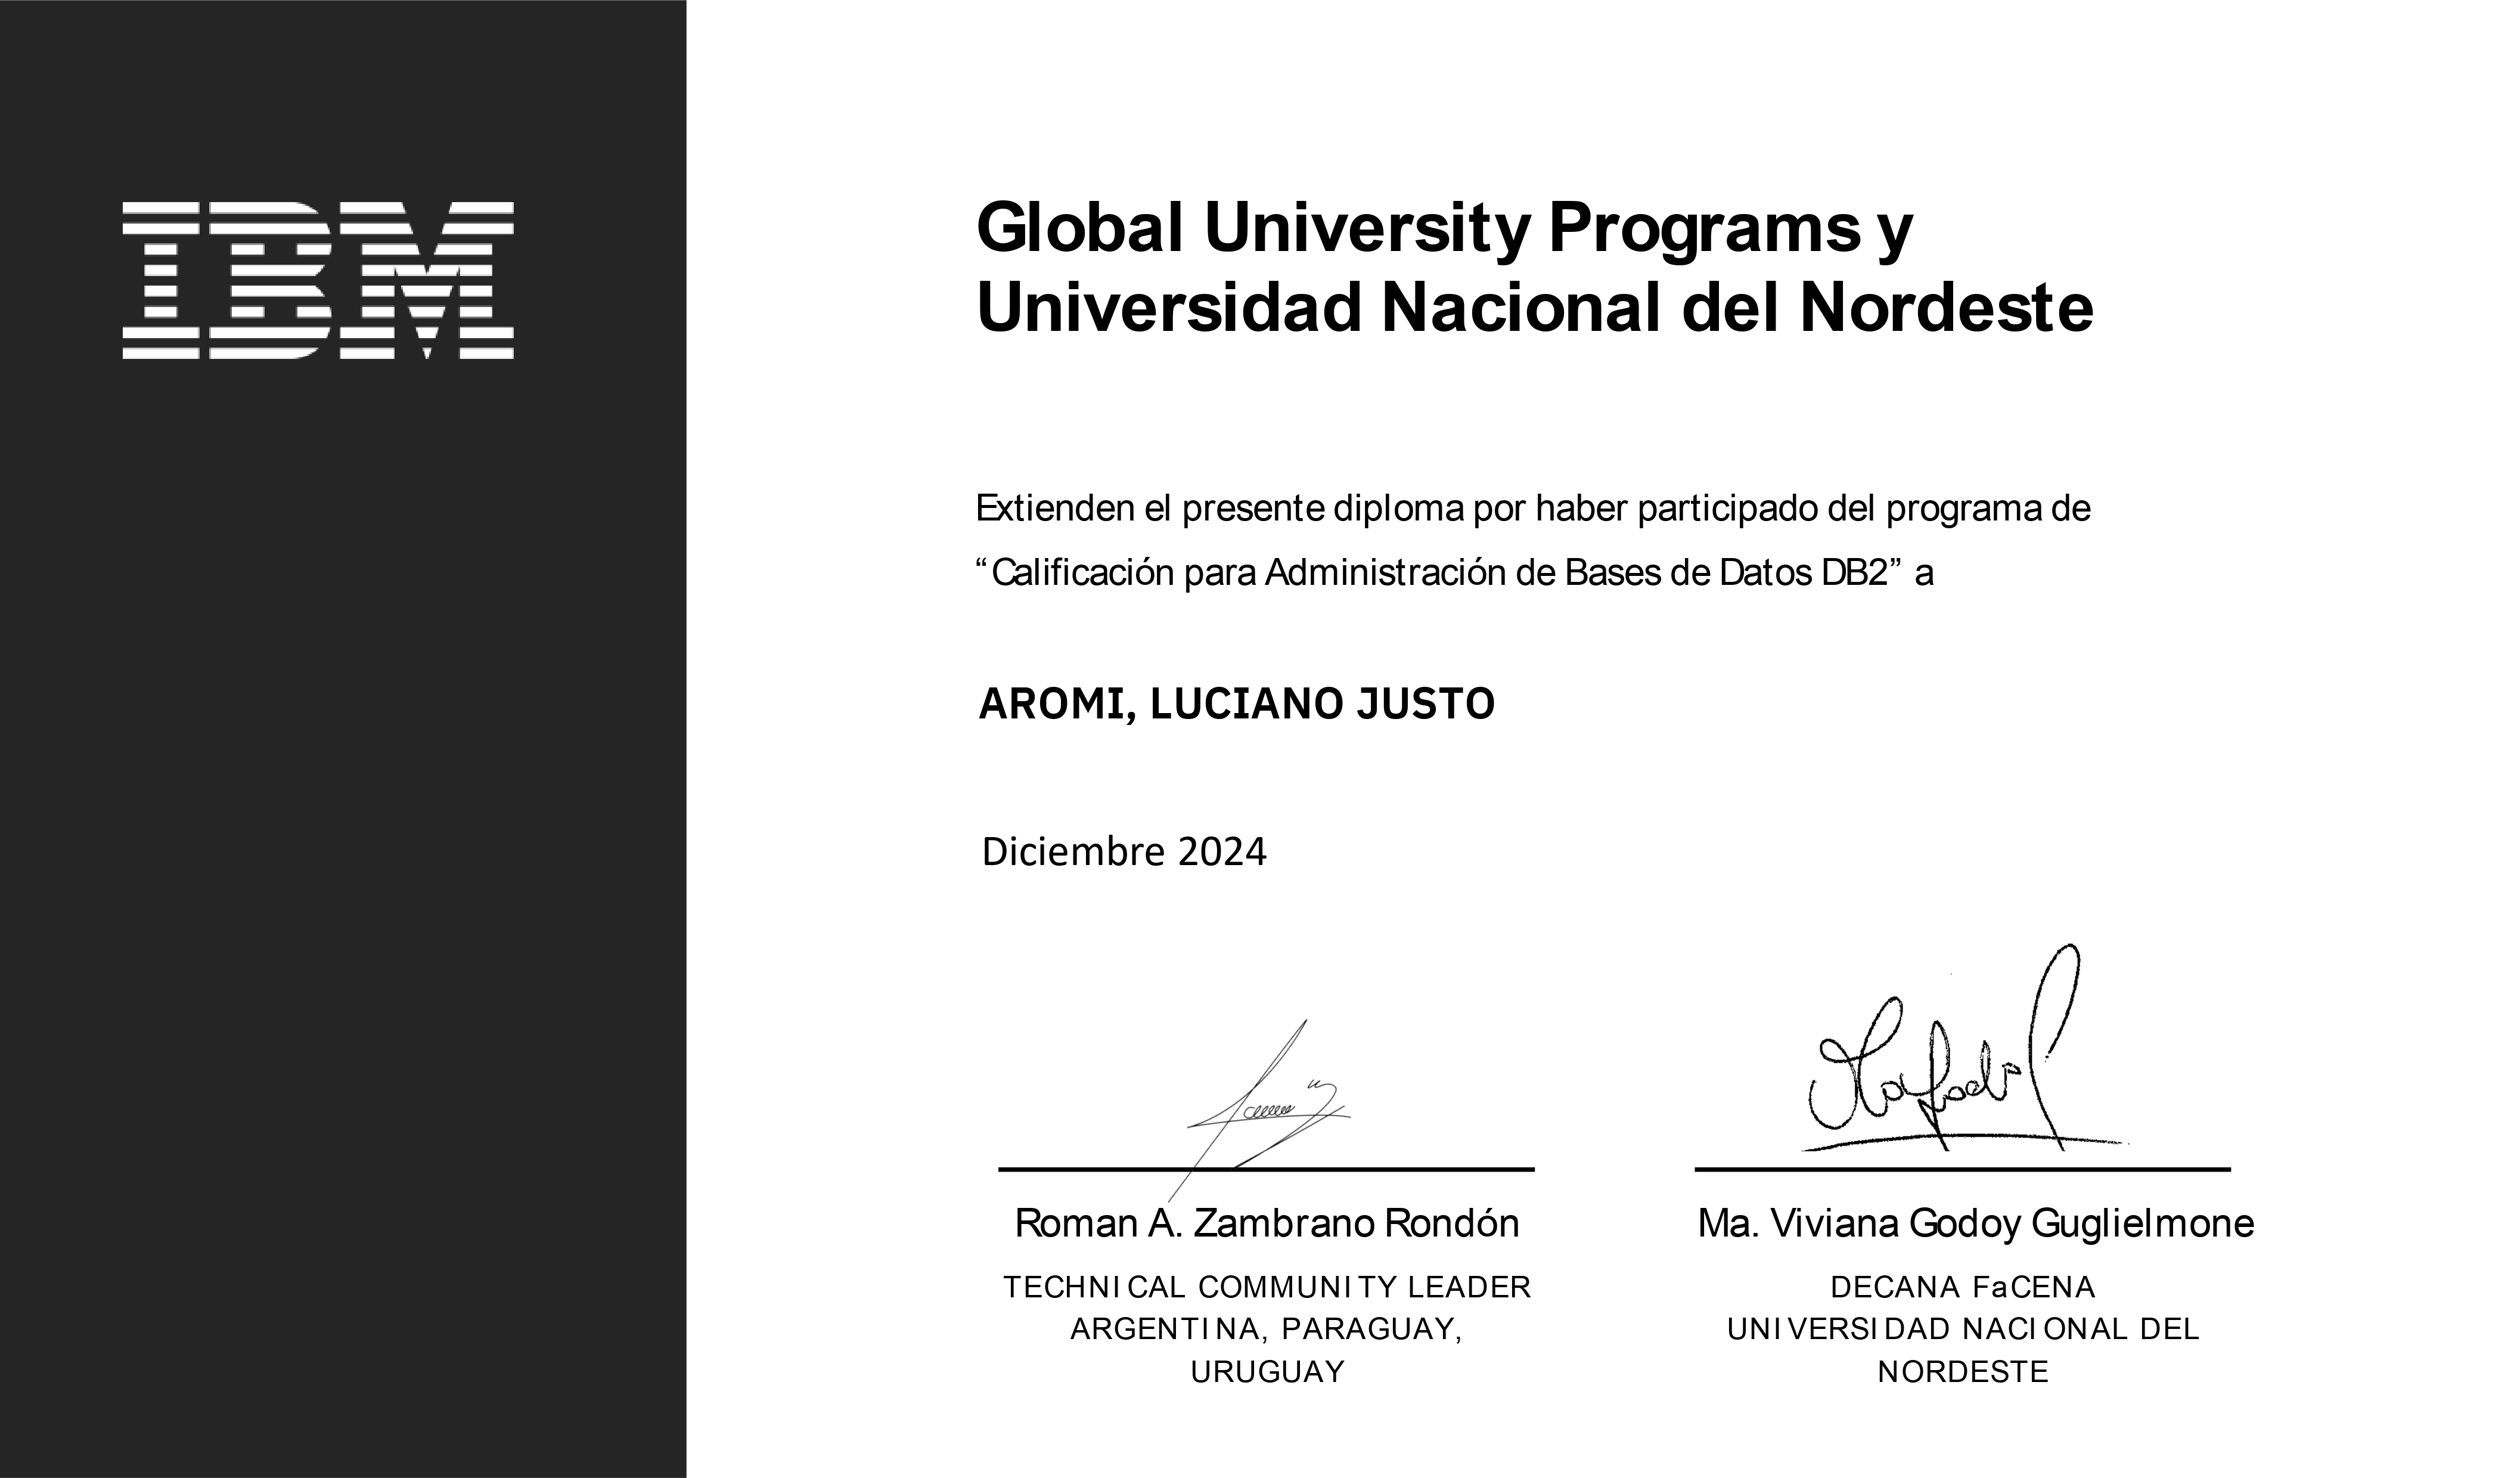 IBM
Global University Programs y
Universidad Nacional del Nordeste
Extienden el presente diploma por haber participado del programa de
“Calificación para Administración de Bases de Datos DB2” a
AROMI, LUCIANO JUSTO
Diciembre 2024
Roman A. Zambrano Rondón
TECHNICAL COMMUNITY LEADER
ARGENTINA, PARAGUAY,
URUGUAY
Ma. Viviana Godoy Guglielmone
DECANA FaCENA
UNIVERSIDAD NACIONAL DEL
NORDESTE